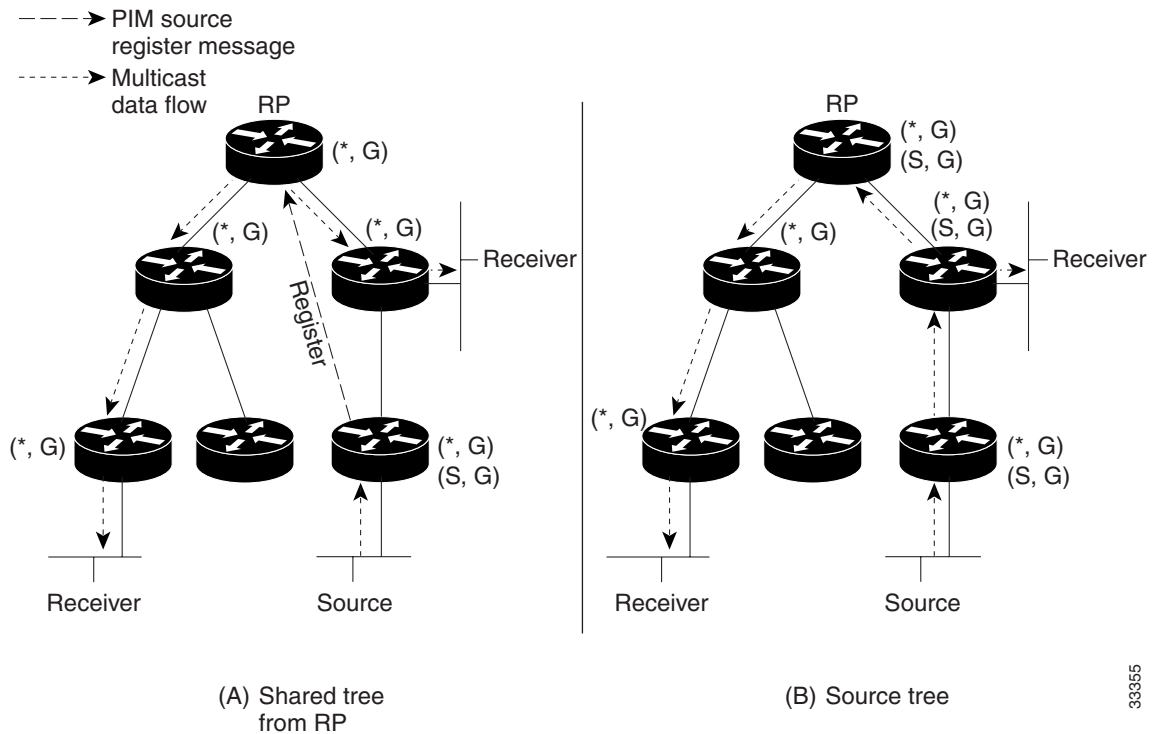 PIM source
register message
Multicast
data flow
RP
(*, G)
(*, G)
(*, G)
Receiver
Register
(*, G)
(*, G)
(S, G)
Receiver
Source
(A) Shared tree
from RP
RP
(*, G)
(S, G)
(*, G)
(*, G)
(S, G)
Receiver
(*, G)
(*, G)
(S, G)
Receiver
Source
(B) Source tree
33355